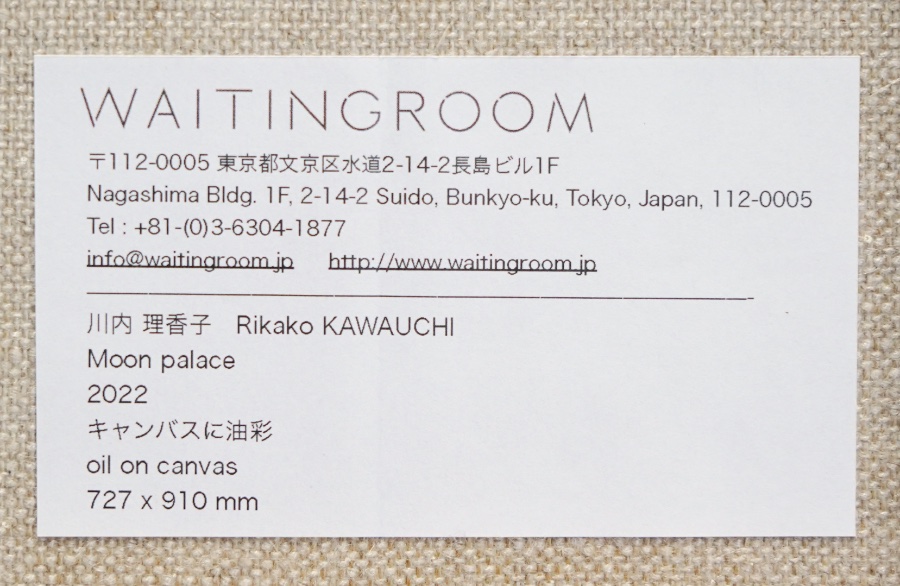 WAITINGROOM
〒112-0005 東京都文京区水道2-14-2長島ビル1F
Nagashima Bldg. 1F, 2-14-2 Suido, Bunkyo-ku, Tokyo, Japan, 112-0005
Tel : +81-(0)3-6304-1877
info@waitingroom.jp http://www.waitingroom.jp
川内 理香子 Rikako KAWAUCHI
Moon palace
2022
キャンバスに油彩
oil on canvas
727 x 910 mm